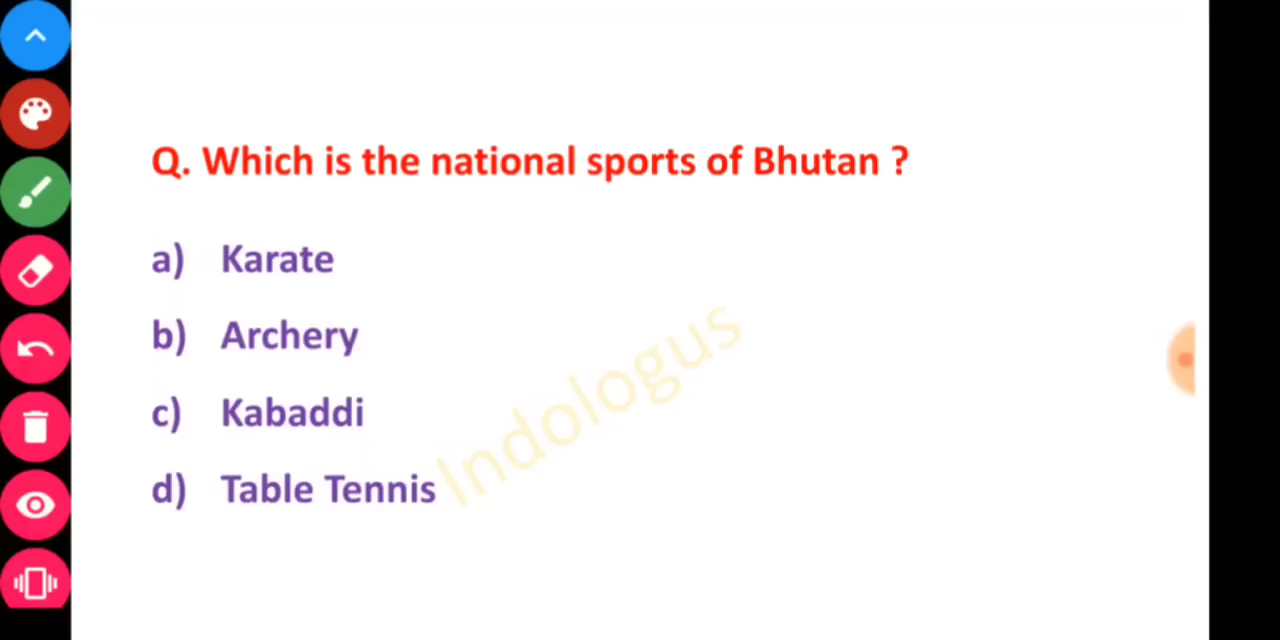 Q. Which is the national sports of Bhutan ?
a) Karate
b) Archery
c) Kabaddi
d) Table Tennis
Indologus